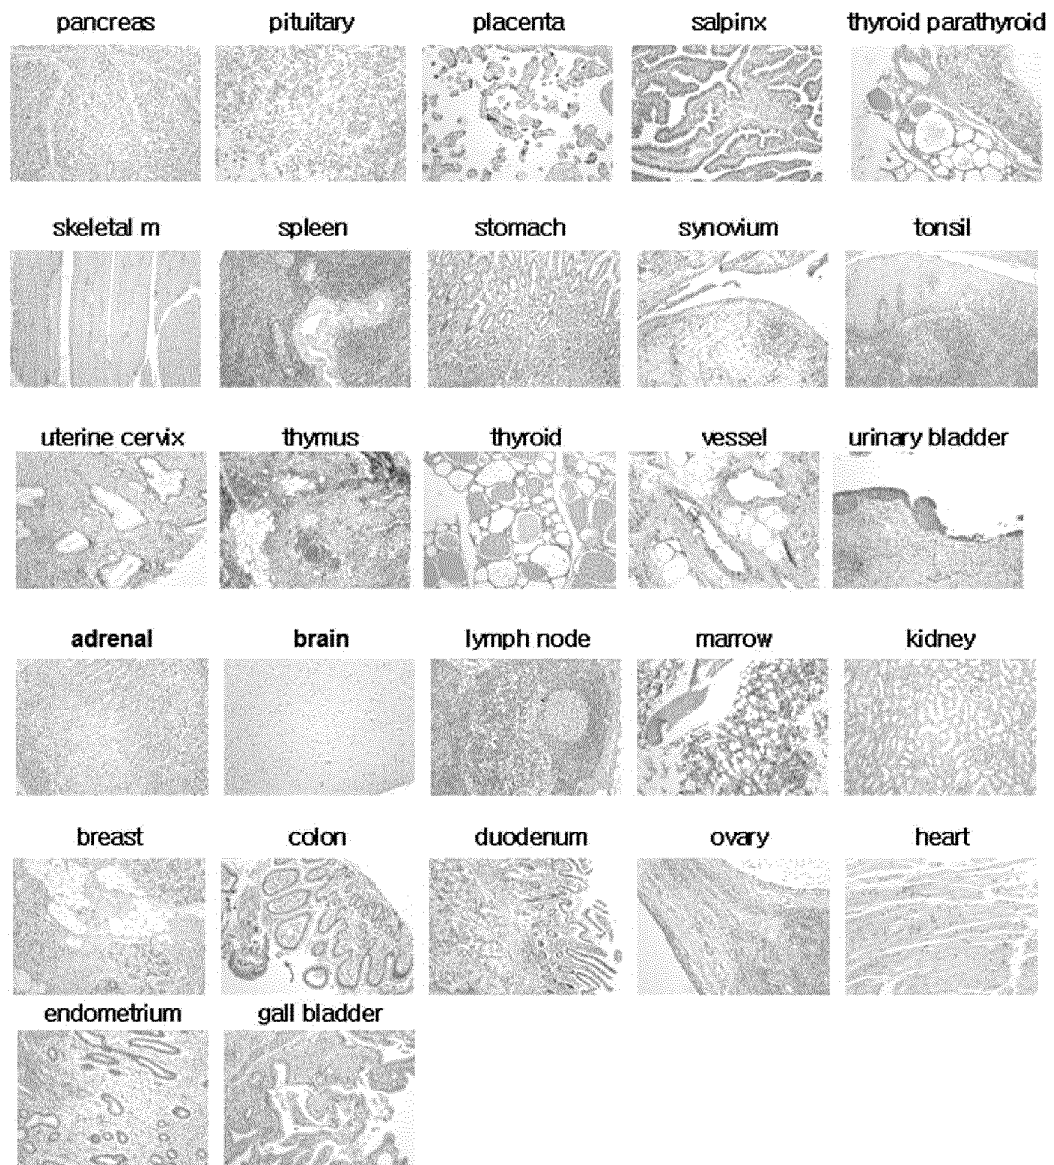 pancreas pituitary placenta salpinx thyroid parathyroid
skeletal m spleen stomach synovium tonsil
uterine cervix thymus thyroid vessel urinary bladder
adrenal brain lymph node marrow kidney
breast colon duodenum ovary heart
endometrium gall bladder